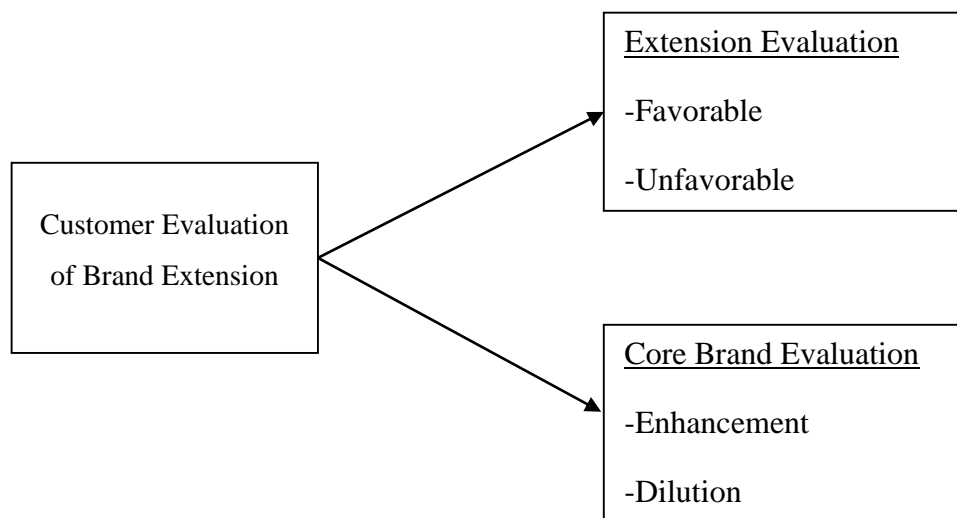 Customer Evaluation
of Brand Extension
Extension Evaluation
-Favorable
-Unfavorable
Core Brand Evaluation
-Enhancement
-Dilution